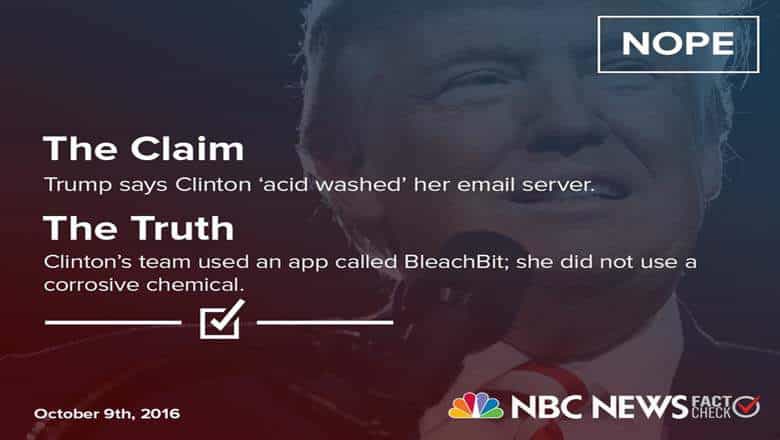 NOPE
The Claim
Trump says Clinton ‘acid washed’ her email server.
The Truth
Clinton’s team used an app called BleachBit; she did not use a
corrosive chemical.
October 9th, 2016
NBC NEWS FACT CHECK